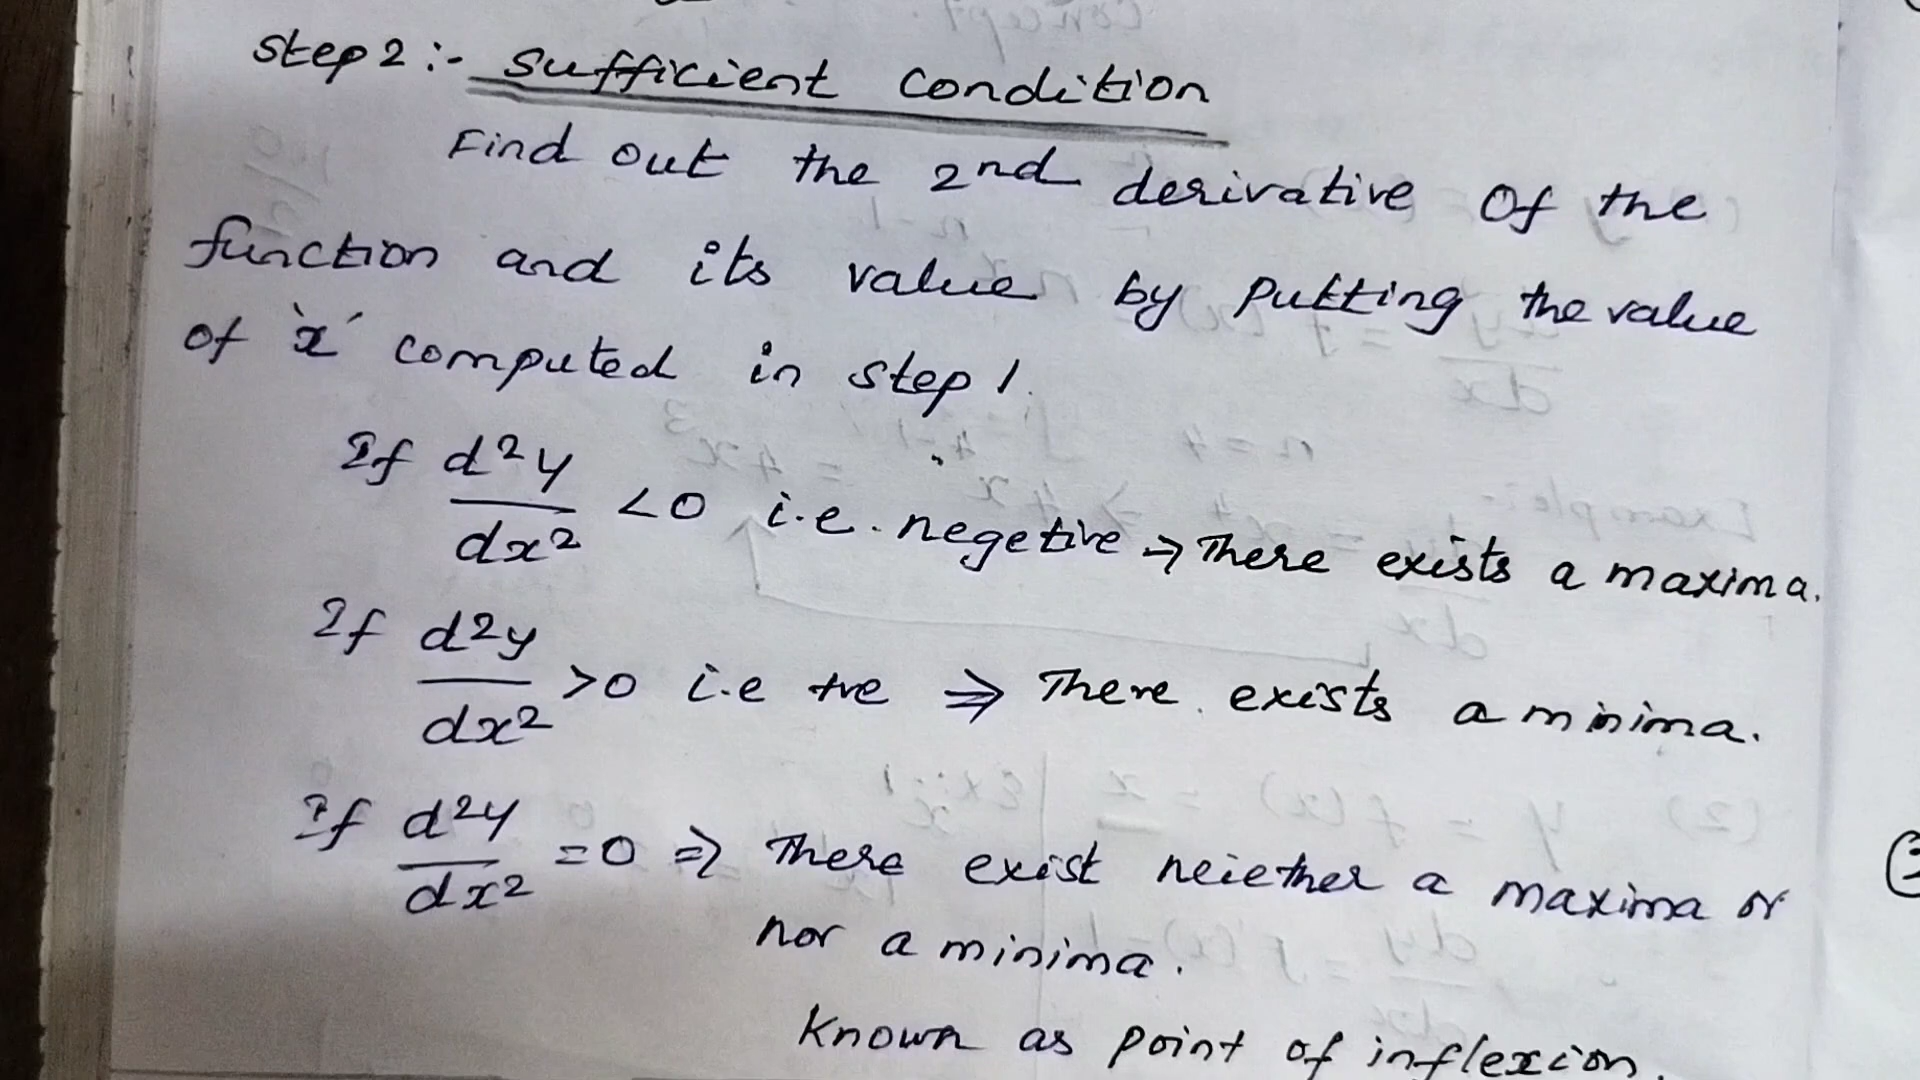 Step 2 :- Sufficient Condition
Find out the 2nd derivative of the
function and its value by putting the value
of 'x' computed in step 1.
If d²y/dx² <0 i.e. negetive → There exists a maxima.
If d²y/dx² >0 i.e +ve ⇒ There exists a minima.
If d²y/dx² =0 ⇒ There exist neiether a maxima or
nor a minima.
Known as point of inflexion.